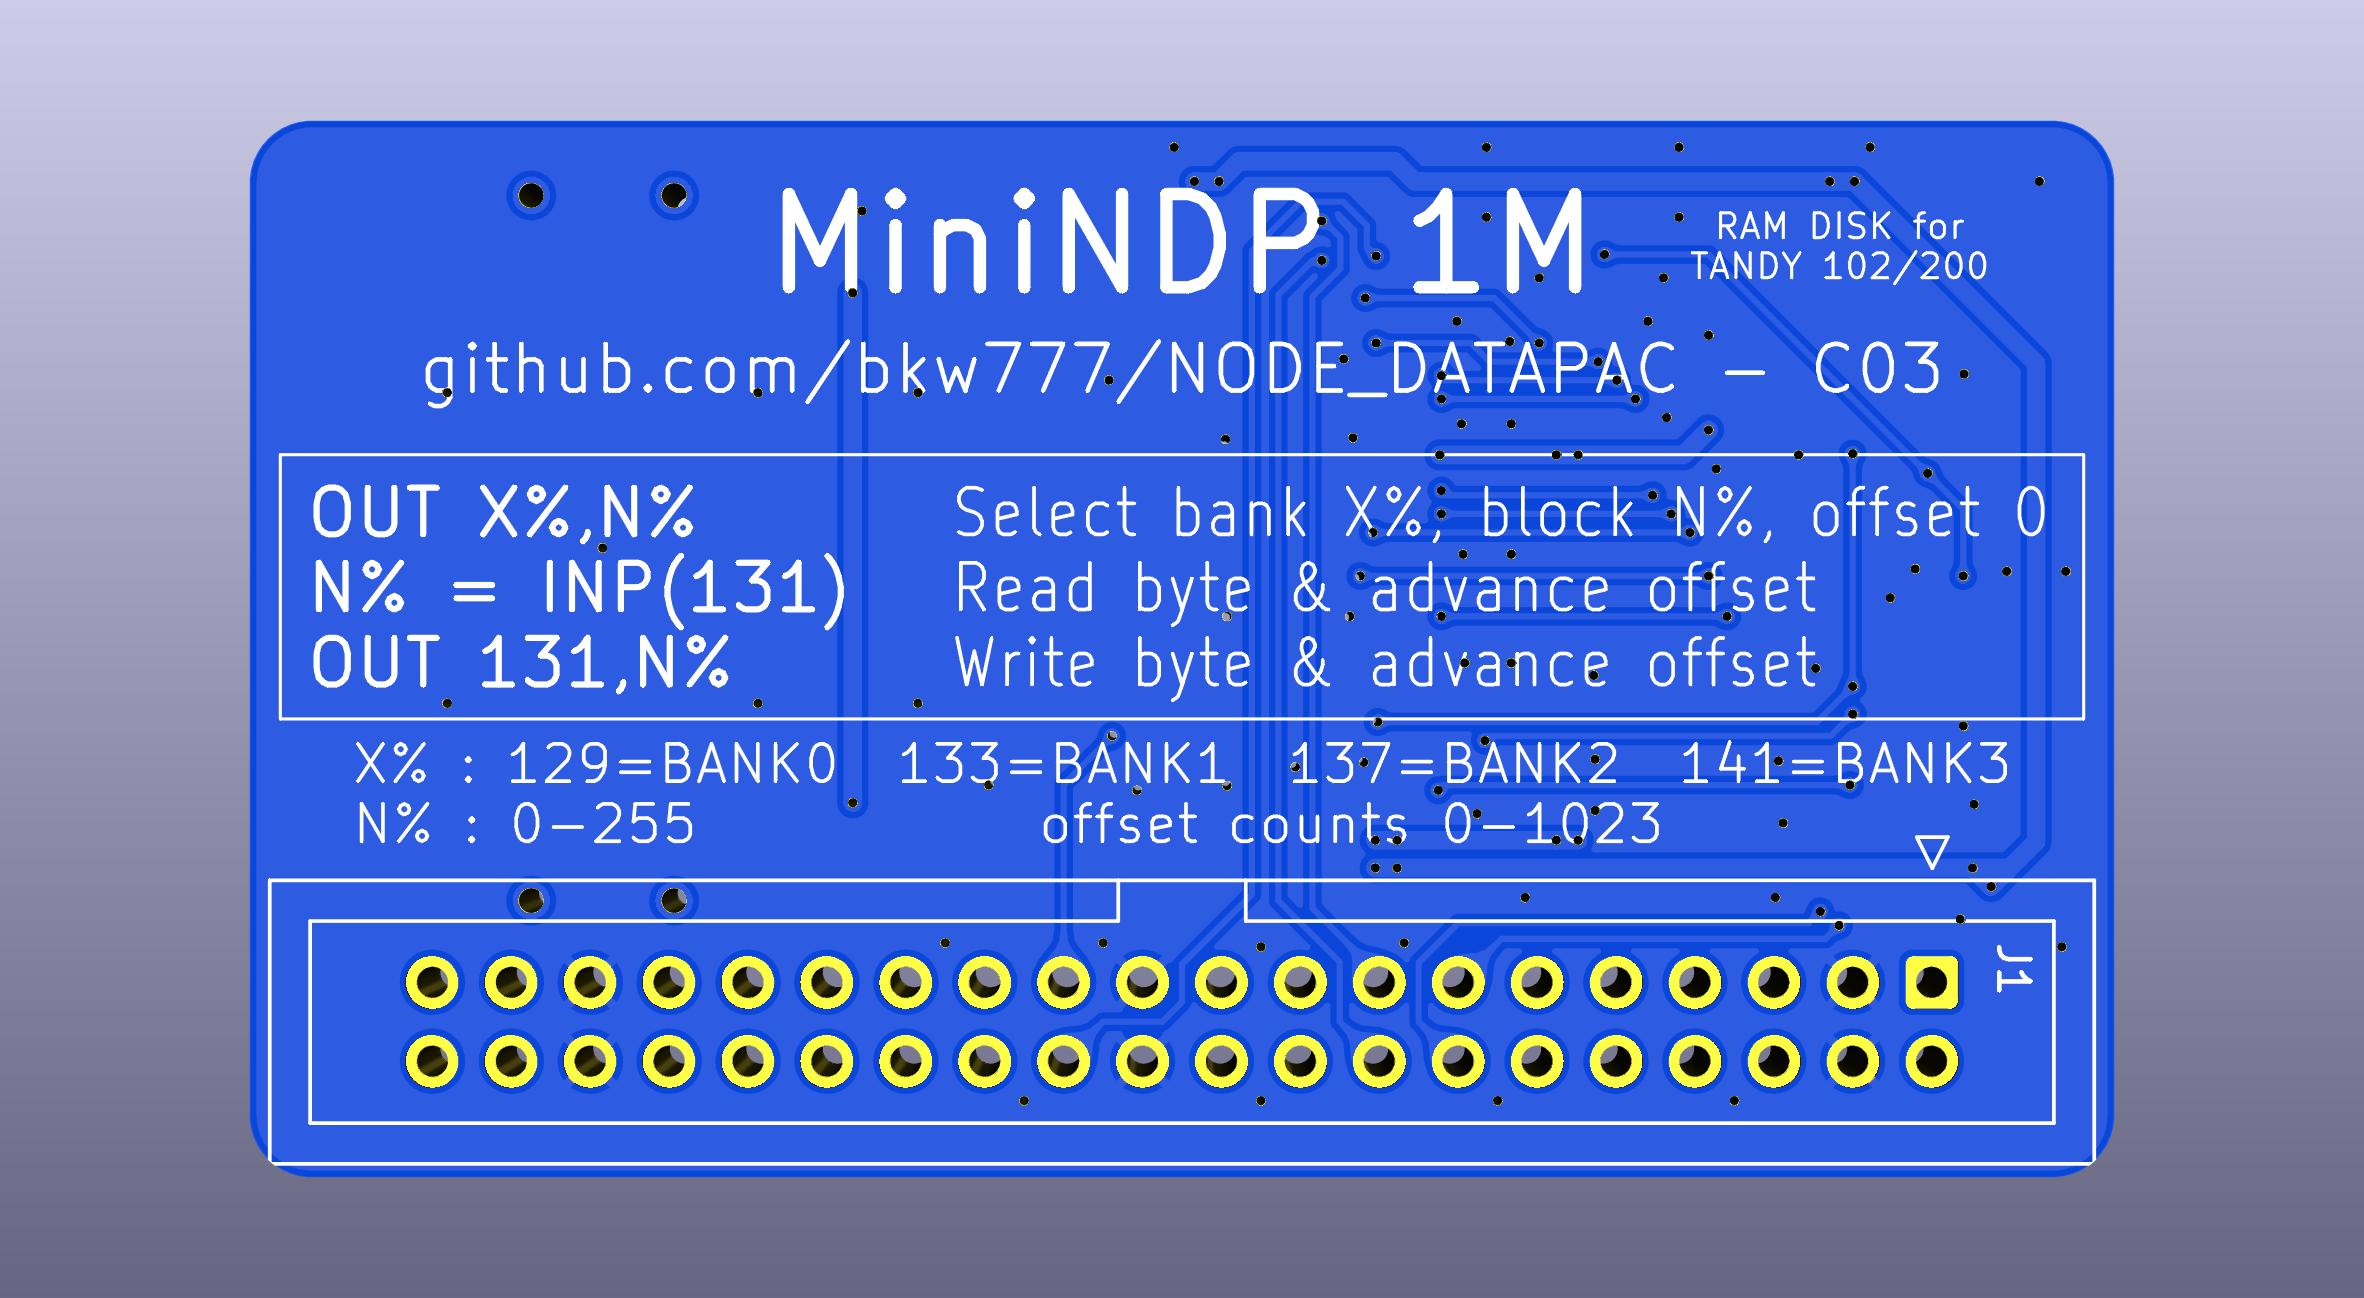 MiniNDP 1M
RAM DISK for
TANDY 102/200
github.com/bkw777/NODE_DATAPAC - C03
OUT X%,N% Select bank X%, block N%, offset 0
N% = INP(131) Read byte & advance offset
OUT 131,N% Write byte & advance offset
X% : 129=BANK0 133=BANK1 137=BANK2 141=BANK3
N% : 0-255 offset counts 0-1023
J1